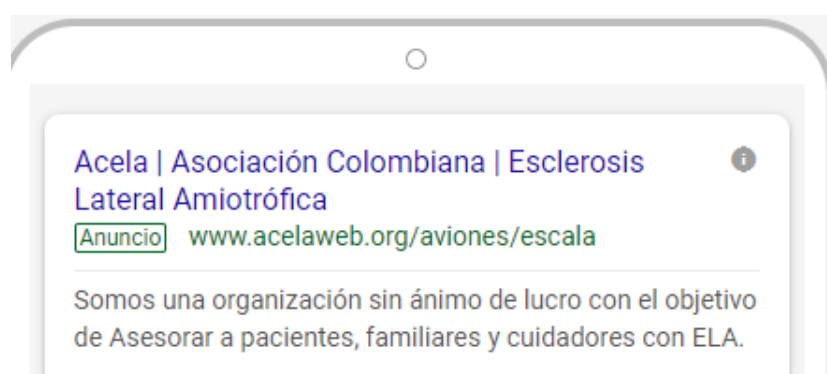 Acela | Asociación Colombiana | Esclerosis
Lateral Amiotrófica
Anuncio www.acelaweb.org/aviones/escala
Somos una organización sin ánimo de lucro con el objetivo
de Asesorar a pacientes, familiares y cuidadores con ELA.